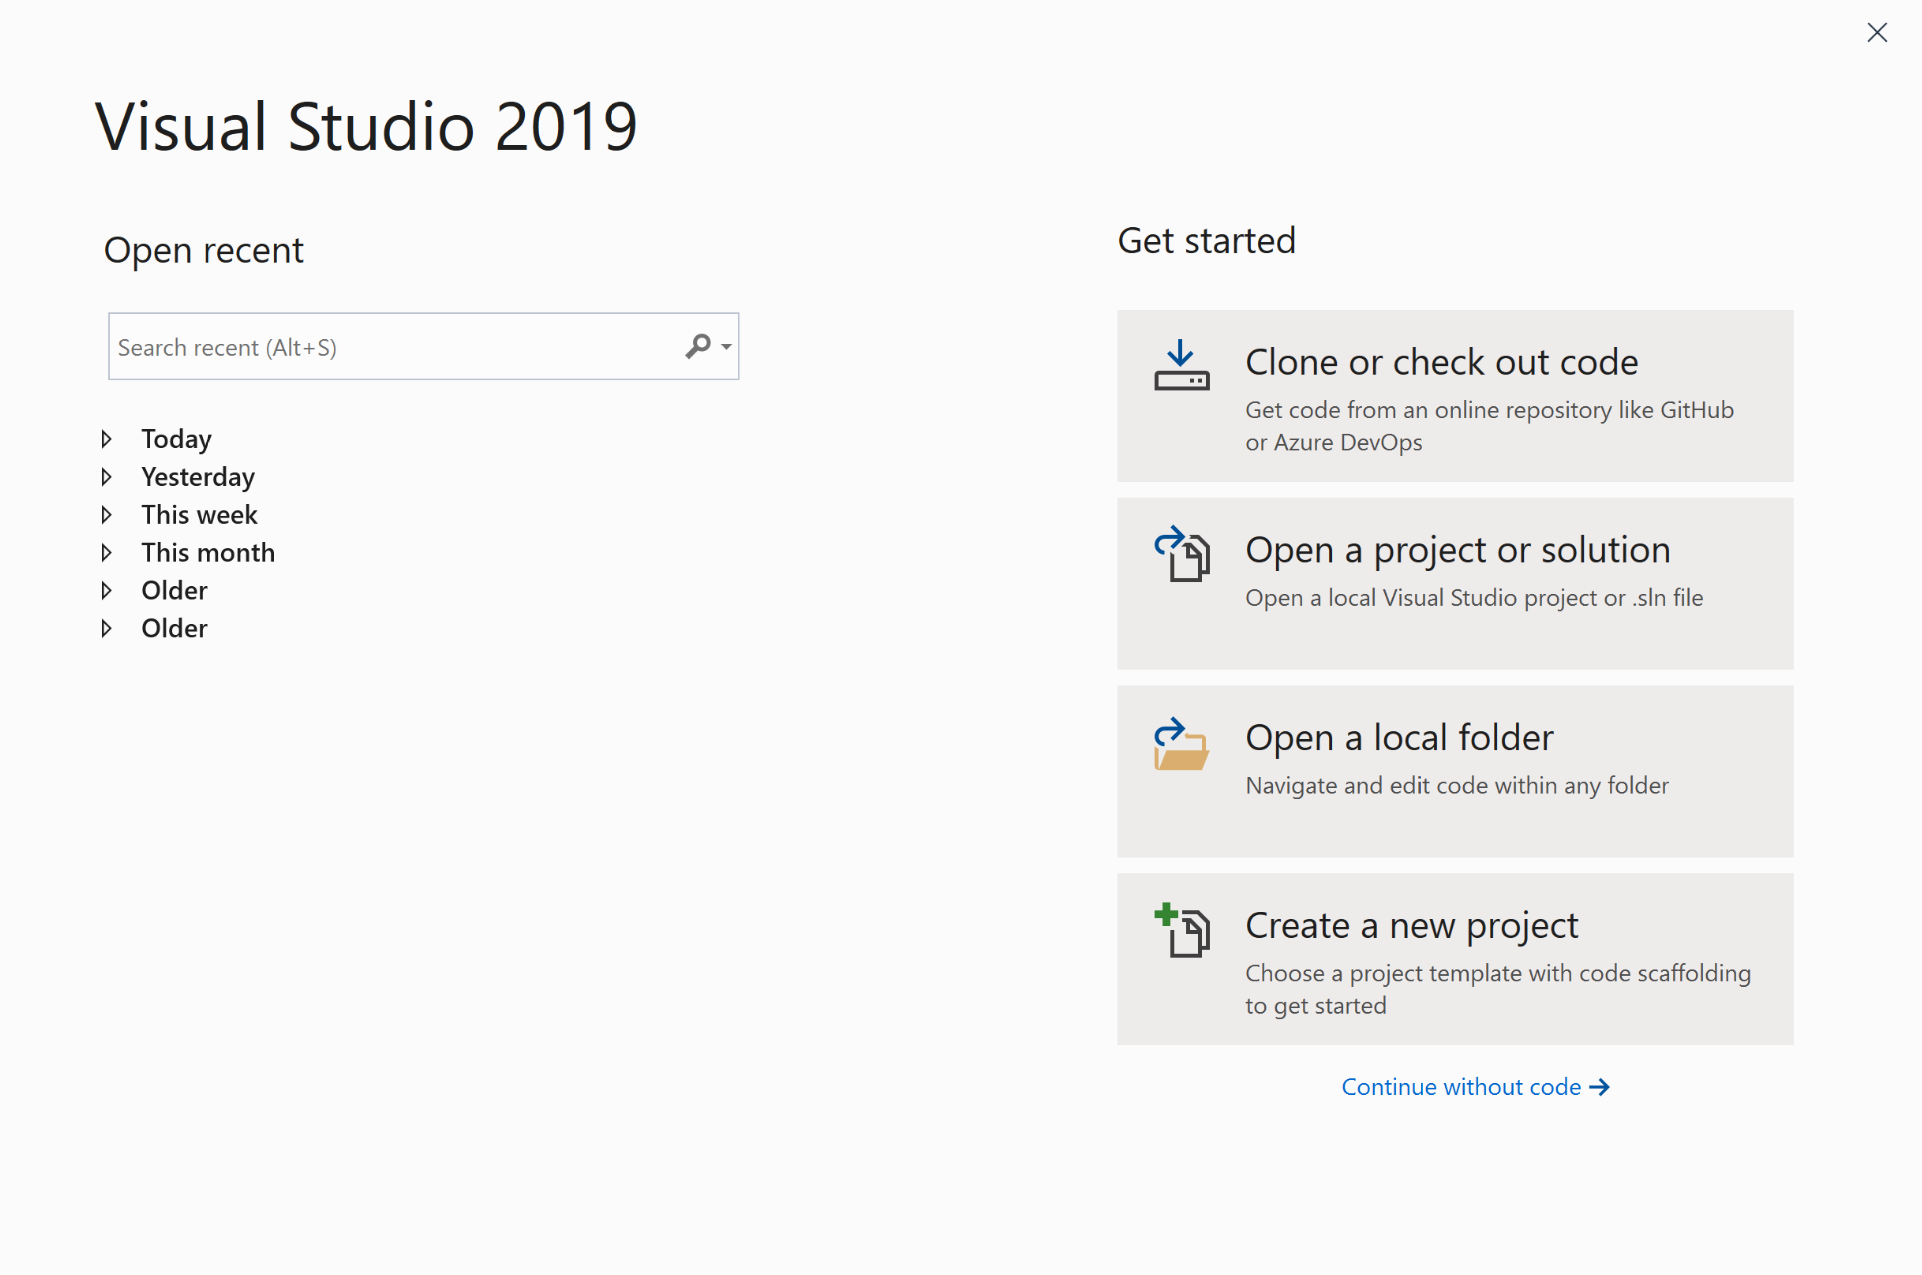 Visual Studio 2019
Open recent
Search recent (Alt+S)
Today
Yesterday
This week
This month
Older
Older
Get started
Clone or check out code
Get code from an online repository like GitHub
or Azure DevOps
Open a project or solution
Open a local Visual Studio project or .sln file
Open a local folder
Navigate and edit code within any folder
Create a new project
Choose a project template with code scaffolding
to get started
Continue without code